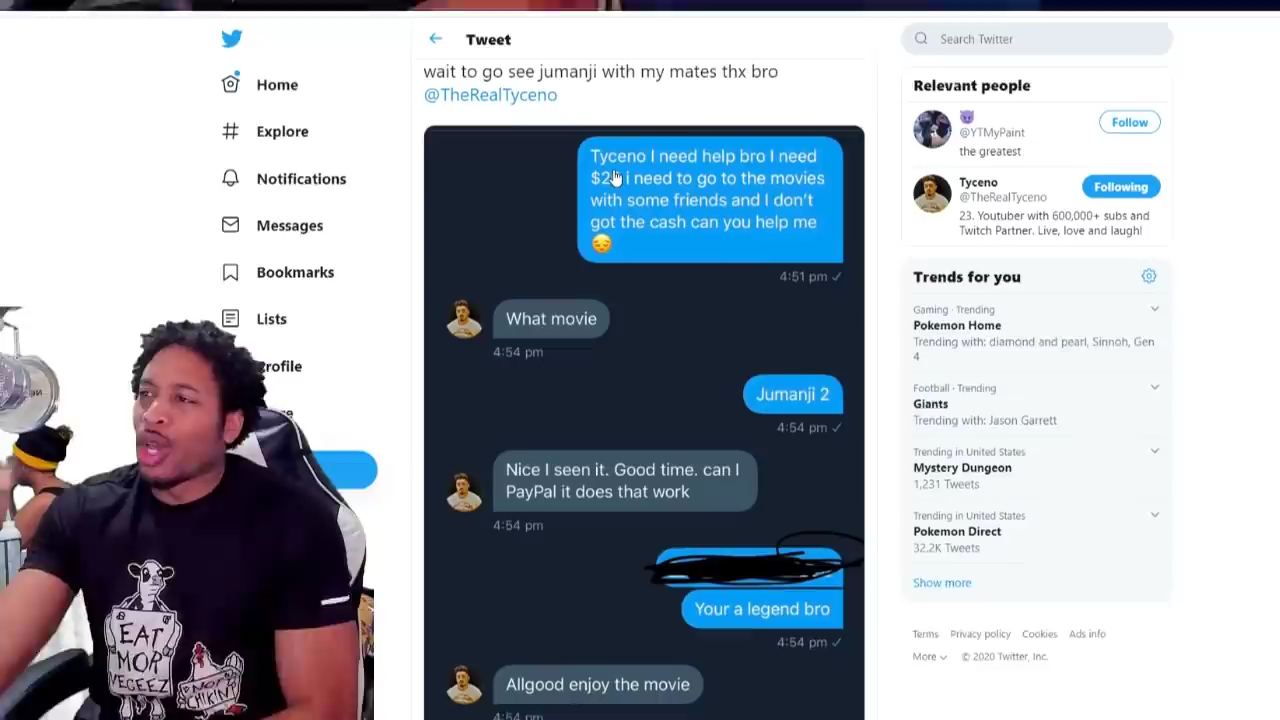 Tweet
Search Twitter
wait to go see jumanji with my mates thx bro
@TheRealTyceno
Home
Explore
Notifications
Messages
Bookmarks
Lists
rofile
Tyceno I need help bro I need
i need to go to the movies
with some friends and I don't
got the cash can you help me
4:51 pm
What movie
4:54 pm
Jumanji 2
4:54 pm
Nice I seen it. Good time. can I
PayPal it does that work
4:54 pm
Your a legend bro
4:54 pm
Allgood enjoy the movie
4:54 pm
Relevant people
@YTMyPaint
Follow
the greatest
Tyceno
@TheRealTyceno
Following
23. Youtuber with 600,000+ subs and
Twitch Partner. Live, love and laugh!
Trends for you
Gaming · Trending
Pokemon Home
Trending with: diamond and pearl, Sinnoh, Gen
4
Football · Trending
Giants
Trending with: Jason Garrett
Trending in United States
Mystery Dungeon
1,231 Tweets
Trending in United States
Pokemon Direct
32.2K Tweets
Show more
Terms Privacy policy Cookies Ads info
More © 2020 Twitter, Inc.
EAT
MOR
VEGEEZ